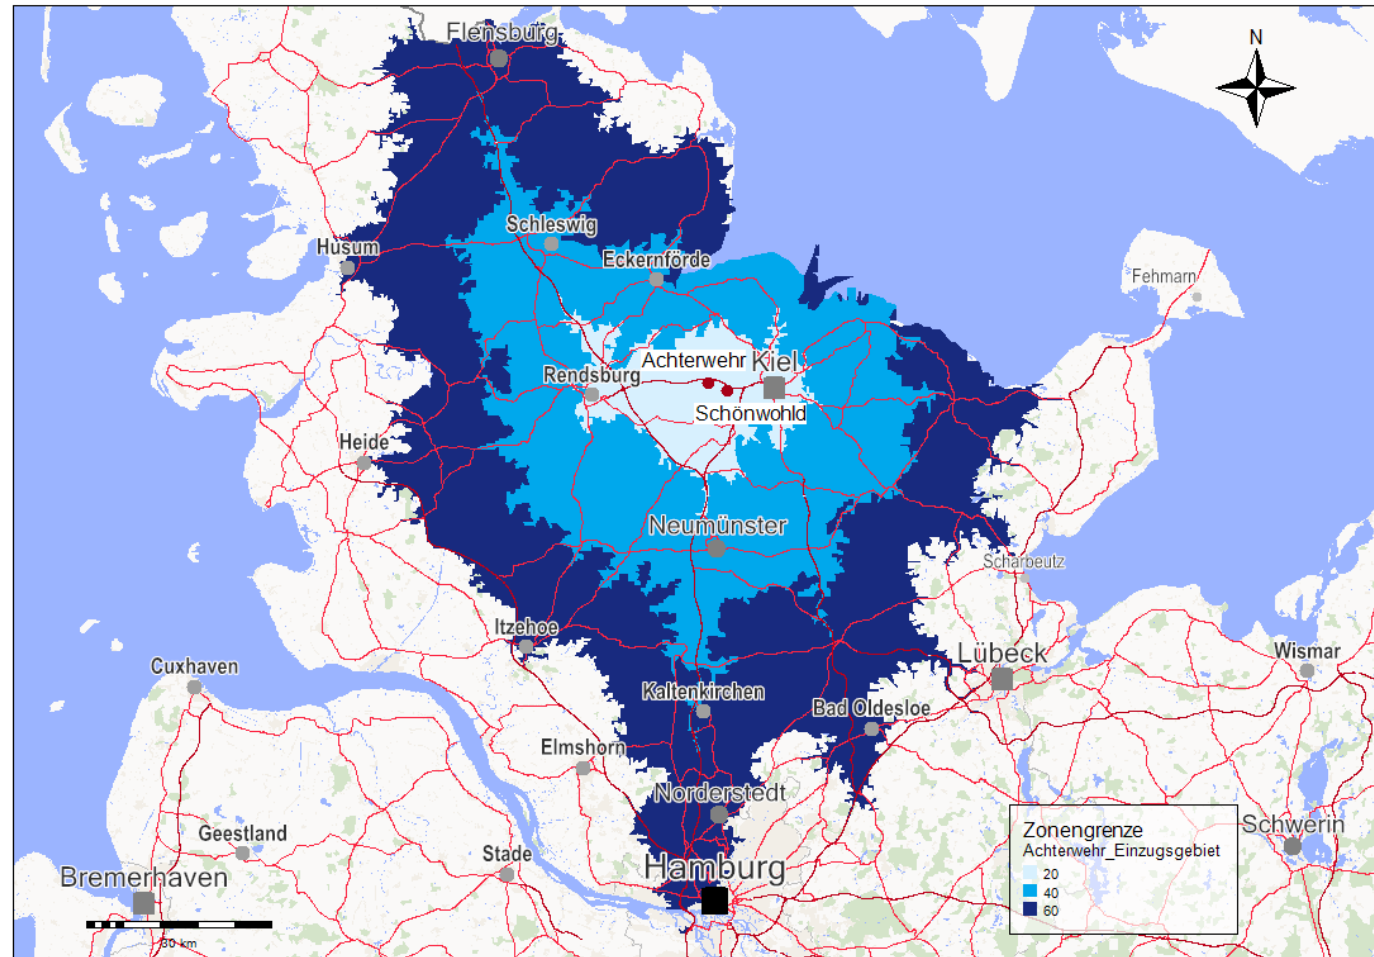 Flensburg
N
Schleswig
Husum
Eckernförde
Fehmarn
Achterwehr
Kiel
Rendsburg
Schönwohld
Heide
Neumünster
Scharbeutz
Itzehoe
Lübeck
Wismar
Cuxhaven
Kaltenkirchen
Bad Oldesloe
Elmshorn
Norderstedt
Geestland
Stade
Hamburg
Schwerin
Bremerhaven
Zonengrenze
Achterwehr_Einzugsgebiet
20
40
60
30 km